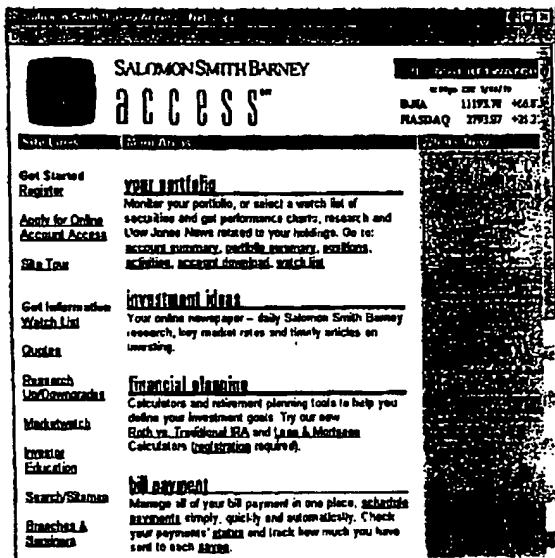 SALOMON SMITH BARNEY
access
DJIA
NASDAQ
Main Areas
Get Started
Register
Apply for Online
Account Access
Site Tour
Get Information
Watch List
Quotes
Research
Up/Downgrades
Marketwatch
Investor
Education
Search/Sitemap
Branches &
Seminars
your portfolio
Monitor your portfolio, or select a watch list of
securities and get performance charts, research and
Dow Jones News related to your holdings. Go to:
account summary, portfolio summary, positions,
activities, account download, watch list
investment ideas
Your online newspaper – daily Salomon Smith Barney
research, key market rates and timely articles on
investing.
financial planning
Calculators and retirement planning tools to help you
define your investment goals. Try our new
Roth vs. Traditional IRA and Loan & Mortgage
Calculators (registration required).
bill payment
Manage all of your bill payment in one place, schedule
payments simply, quickly and automatically. Check
your payments' status and track how much you have
sent to each payee.